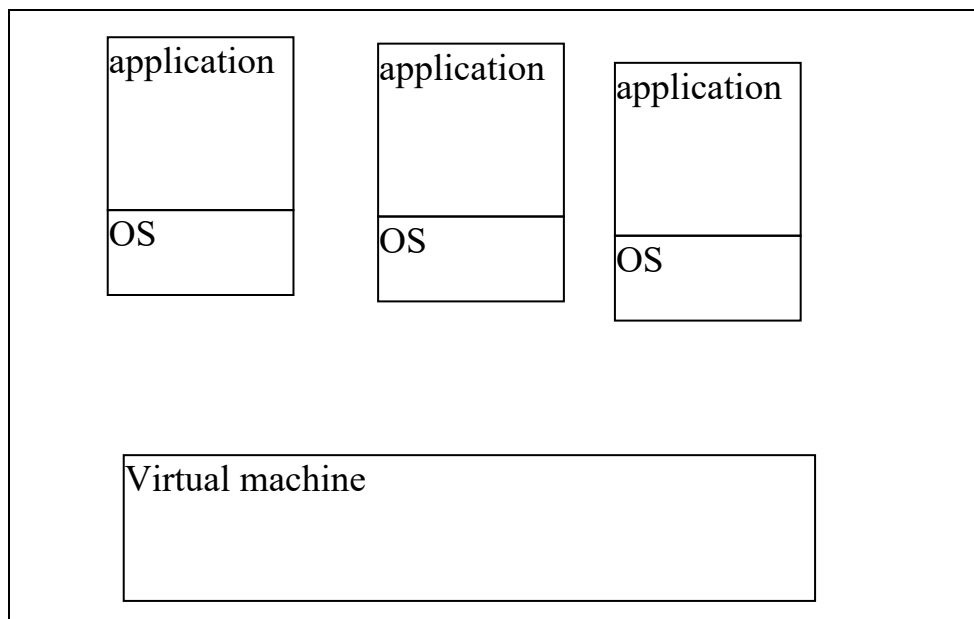 application
application
application
OS
OS
OS
Virtual machine